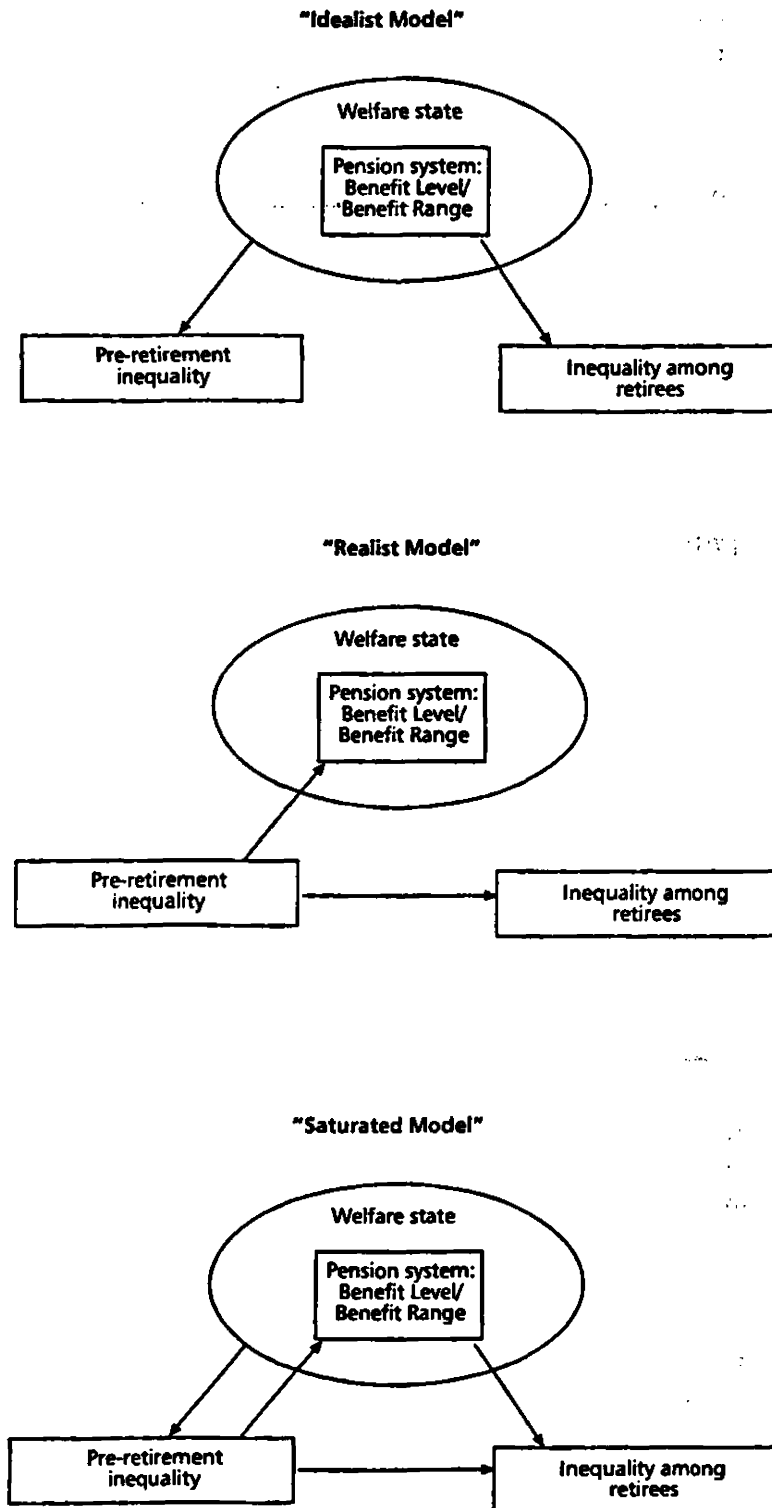 "Idealist Model"
Welfare state
Pension system:
Benefit Level/
Benefit Range
Pre-retirement
inequality
Inequality among
retirees
"Realist Model"
Welfare state
Pension system:
Benefit Level/
Benefit Range
Pre-retirement
inequality
Inequality among
retirees
"Saturated Model"
Welfare state
Pension system:
Benefit Level/
Benefit Range
Pre-retirement
inequality
Inequality among
retirees